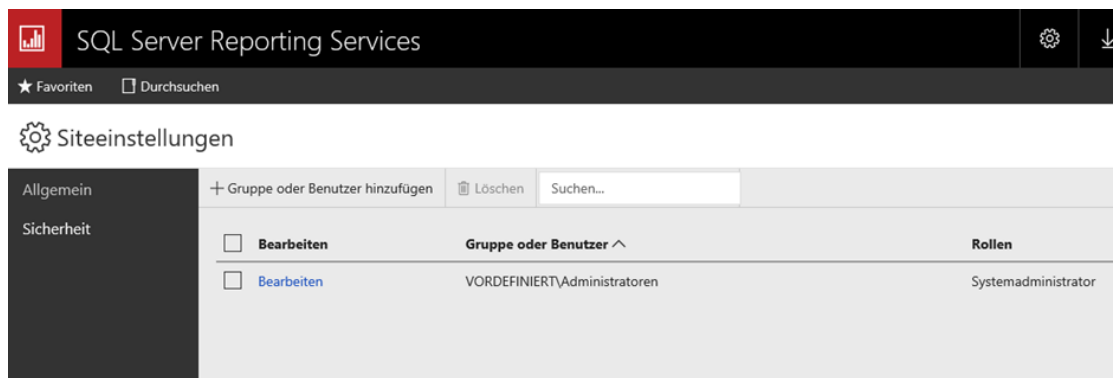 SQL Server Reporting Services
Favoriten Durchsuchen
Siteeinstellungen
Allgemein
Sicherheit
Gruppe oder Benutzer hinzufügen Löschen Suchen...
Bearbeiten Gruppe oder Benutzer Rollen
Bearbeiten VORDEFINIERT\Administratoren Systemadministrator